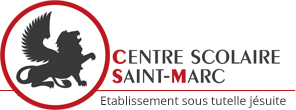 CENTRE SCOLAIRE
SAINT-MARC
Etablissement sous tutelle jésuite